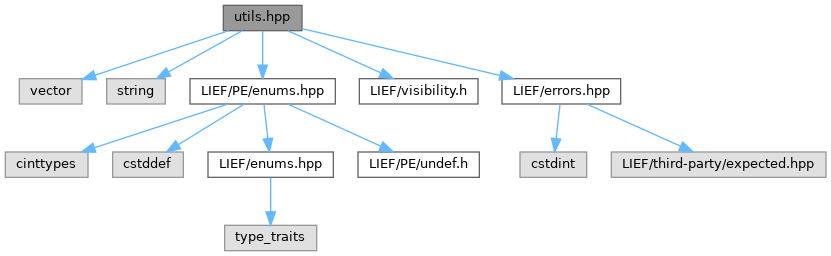 utils.hpp
vector
string
LIEF/PE/enums.hpp
LIEF/visibility.h
LIEF/errors.hpp
cinttypes
cstddef
LIEF/enums.hpp
LIEF/PE/undef.h
cstdint
LIEF/third-party/expected.hpp
type_traits